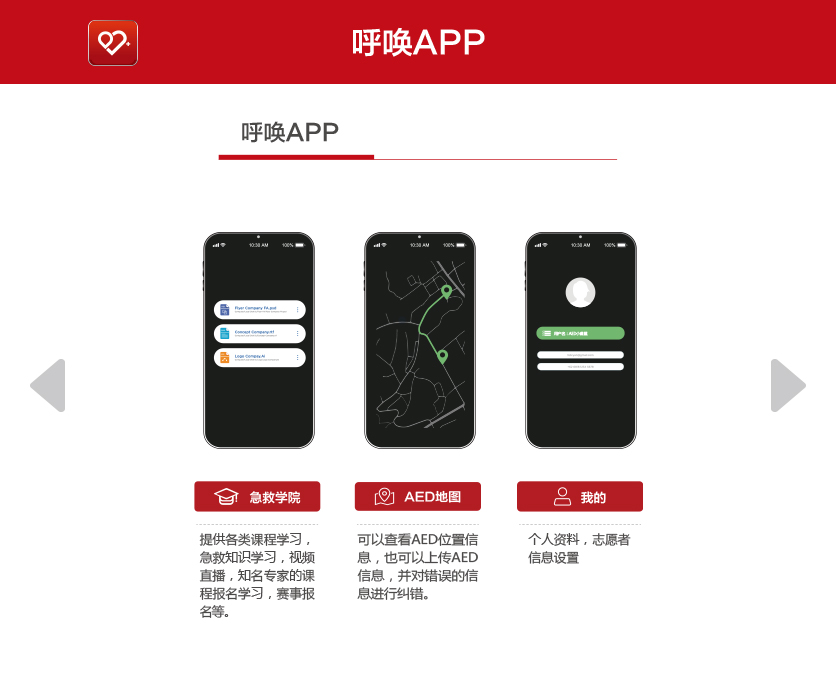 呼唤APP
呼唤APP
10:36 AM 100%
10:36 AM 100%
10:36 AM 100%
Flyer Company FA.psd
Concept Company.rtf
Logo Compay.Ai
急救学院
AED地图
我的
提供各类课程学习，
急救知识学习，视频
直播，知名专家的课
程报名学习，赛事报
名等。
可以查看AED位置信
息，也可以上传AED
信息，并对错误的信
息进行纠错。
个人资料，志愿者
信息设置